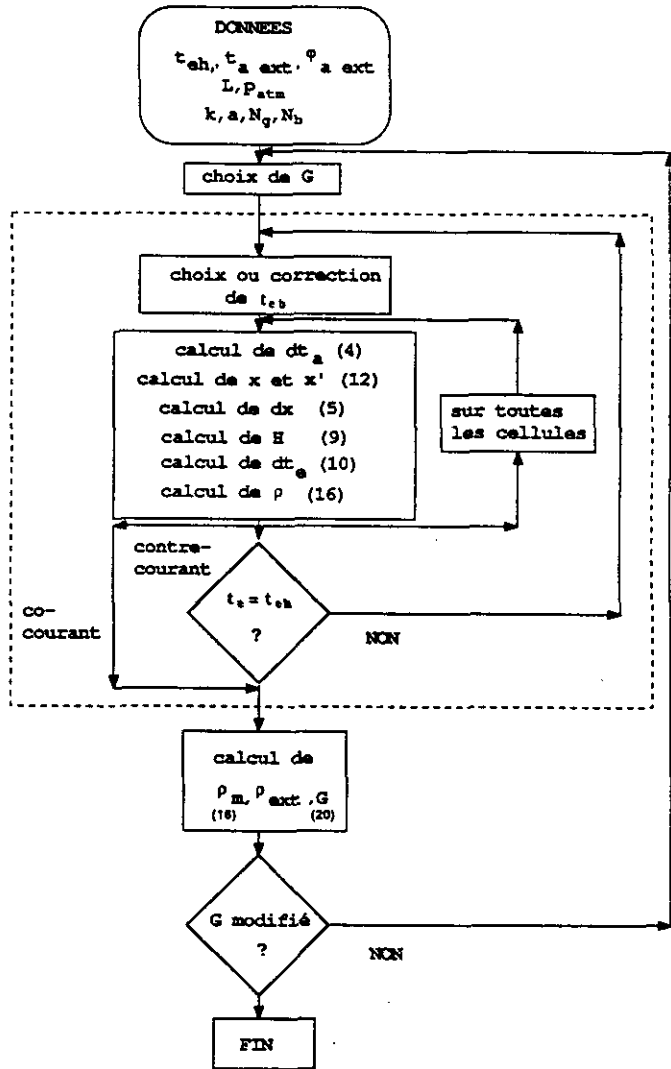 DONNEES
t_eh, t_a ext, φ_a ext
L, p_atm
k, a, N_g, N_b
choix de G
choix ou correction
de t_eb
calcul de dt_a (4)
calcul de x et x' (12)
calcul de dx (5)
calcul de H (9)
calcul de dt_e (10)
calcul de ρ (16)
sur toutes
les cellules
contre-
courant
co-
courant
t_e = t_eh
?
NON
calcul de
ρ_m, ρ_ext, G
(16) (20)
G modifié
?
NON
FIN